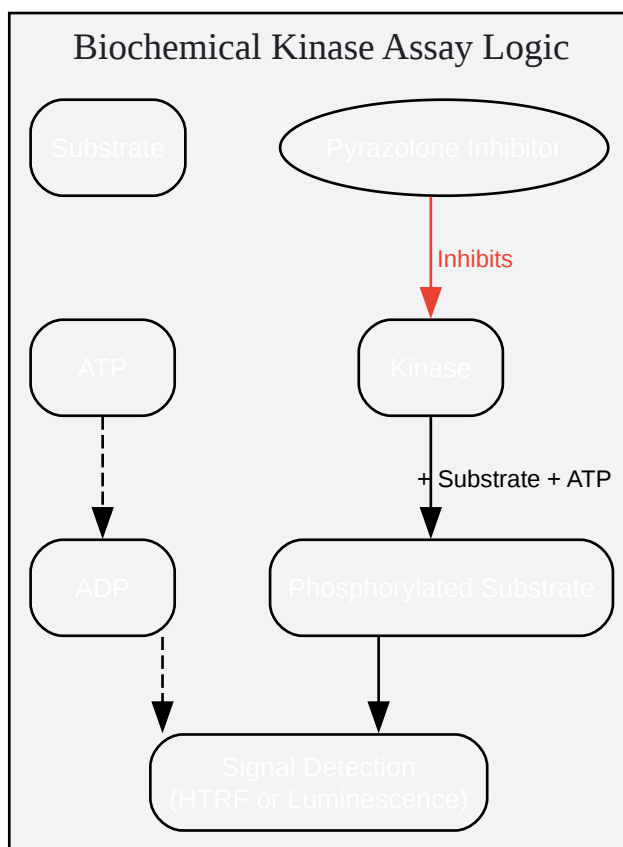 Biochemical Kinase Assay Logic
Substrate
Pyrazolone Inhibitor
Inhibits
ATP
Kinase
+ Substrate + ATP
ADP
Phosphorylated Substrate
Signal Detection
(HTRF or Luminescence)